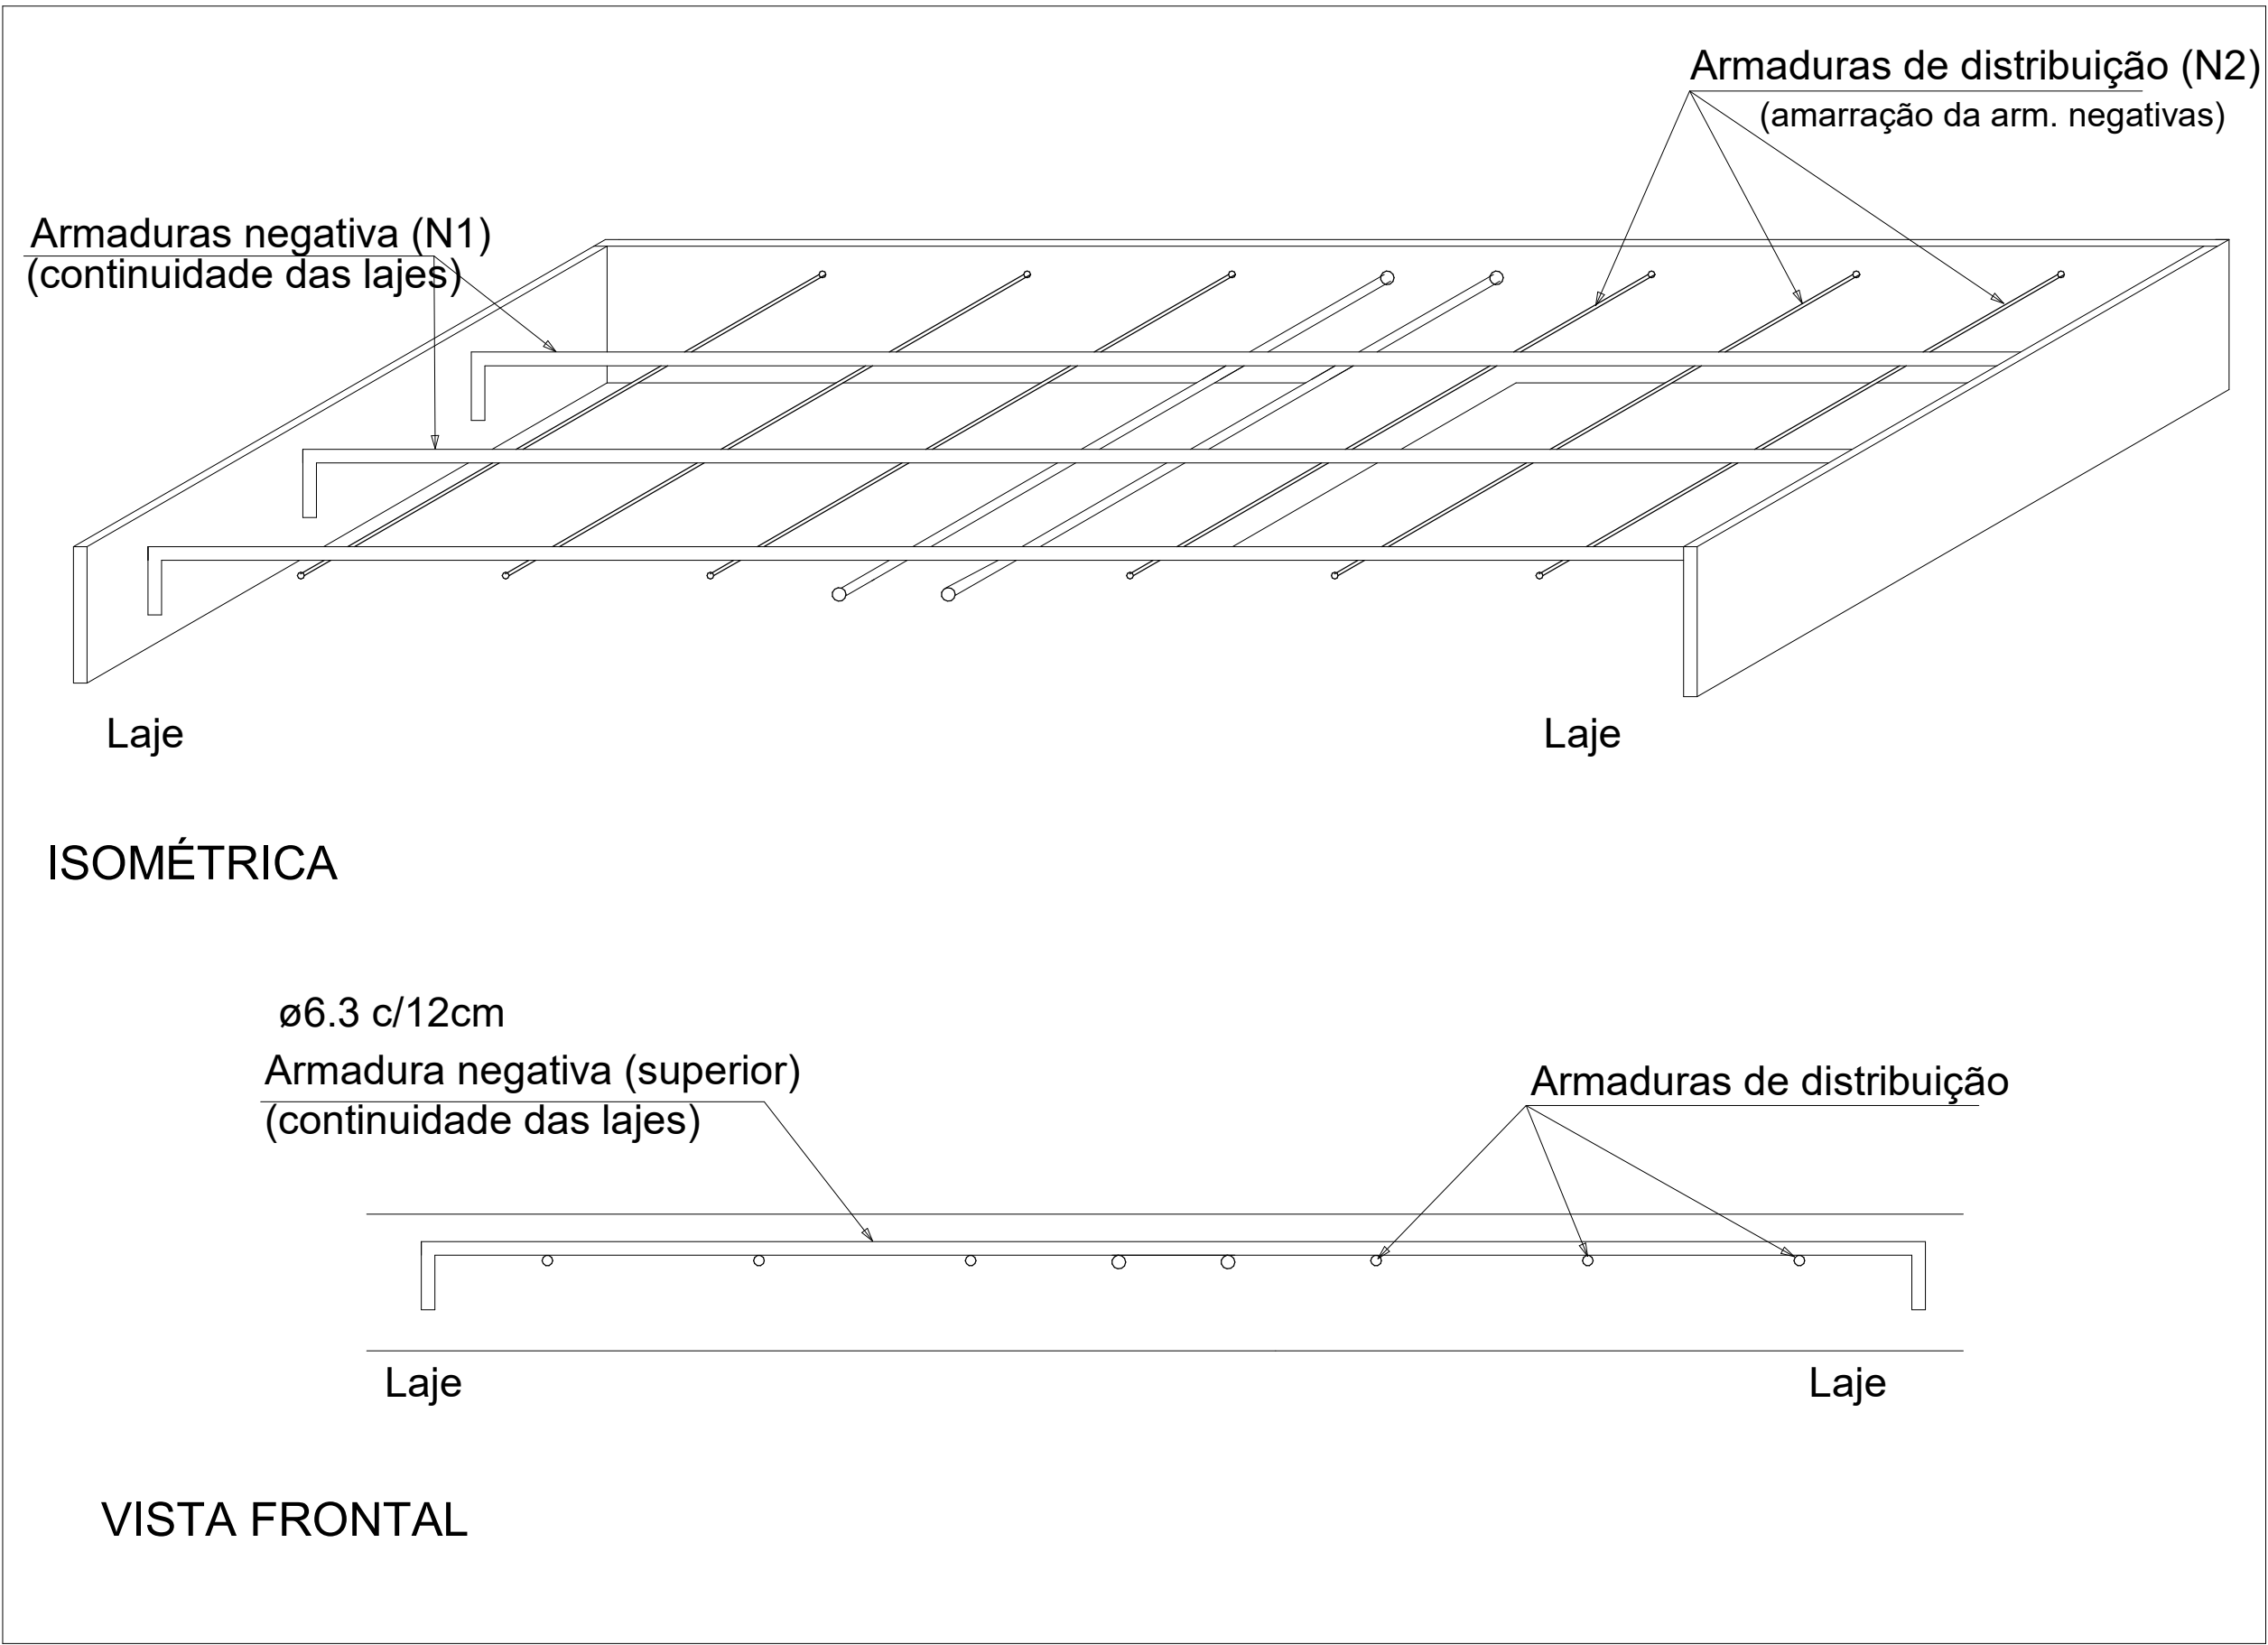 Armaduras de distribuição (N2)
(amarração da arm. negativas)
Armaduras negativa (N1)
(continuidade das lajes)
Laje
Laje
ISOMÉTRICA
ø6.3 c/12cm
Armadura negativa (superior)
(continuidade das lajes)
Armaduras de distribuição
Laje
Laje
VISTA FRONTAL